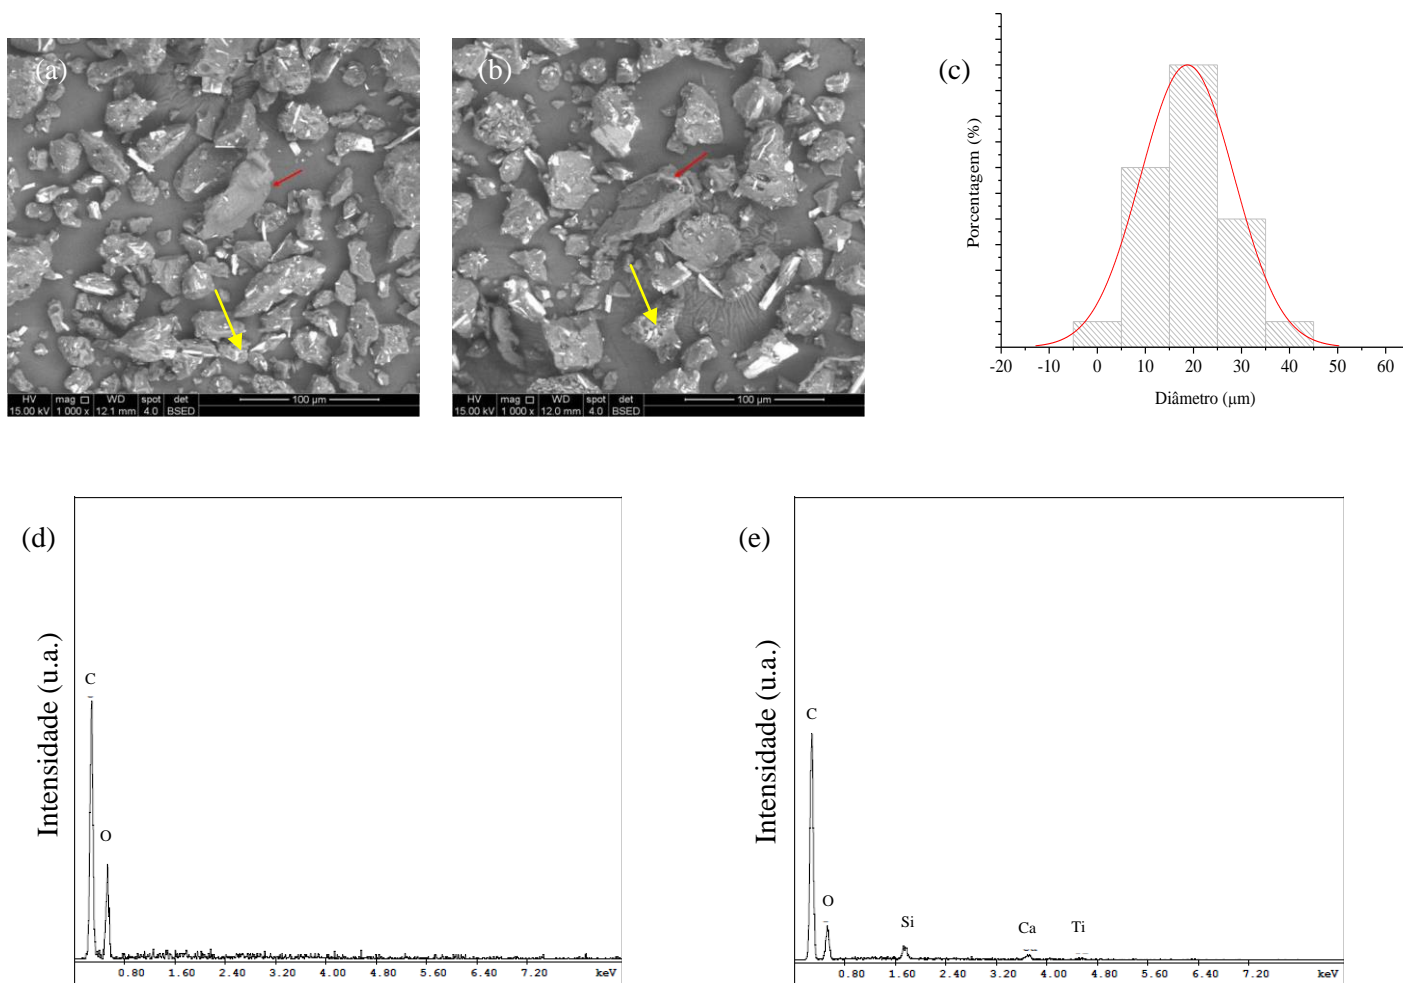 (a)
HV mag □ WD spot det
15.00 kV 1 000 x 12.1 mm 4.0 BSED
100 µm
(b)
HV mag □ WD spot det
15.00 kV 1 000 x 12.0 mm 4.0 BSED
100 µm
(c)
Porcentagem (%)
-20 -10 0 10 20 30 40 50 60
Diâmetro (µm)
(d)
Intensidade (u.a.)
C
O
0.80 1.60 2.40 3.20 4.00 4.80 5.60 6.40 7.20 keV
(e)
Intensidade (u.a.)
C
O
Si
Ca
Ti
0.80 1.60 2.40 3.20 4.00 4.80 5.60 6.40 7.20 keV